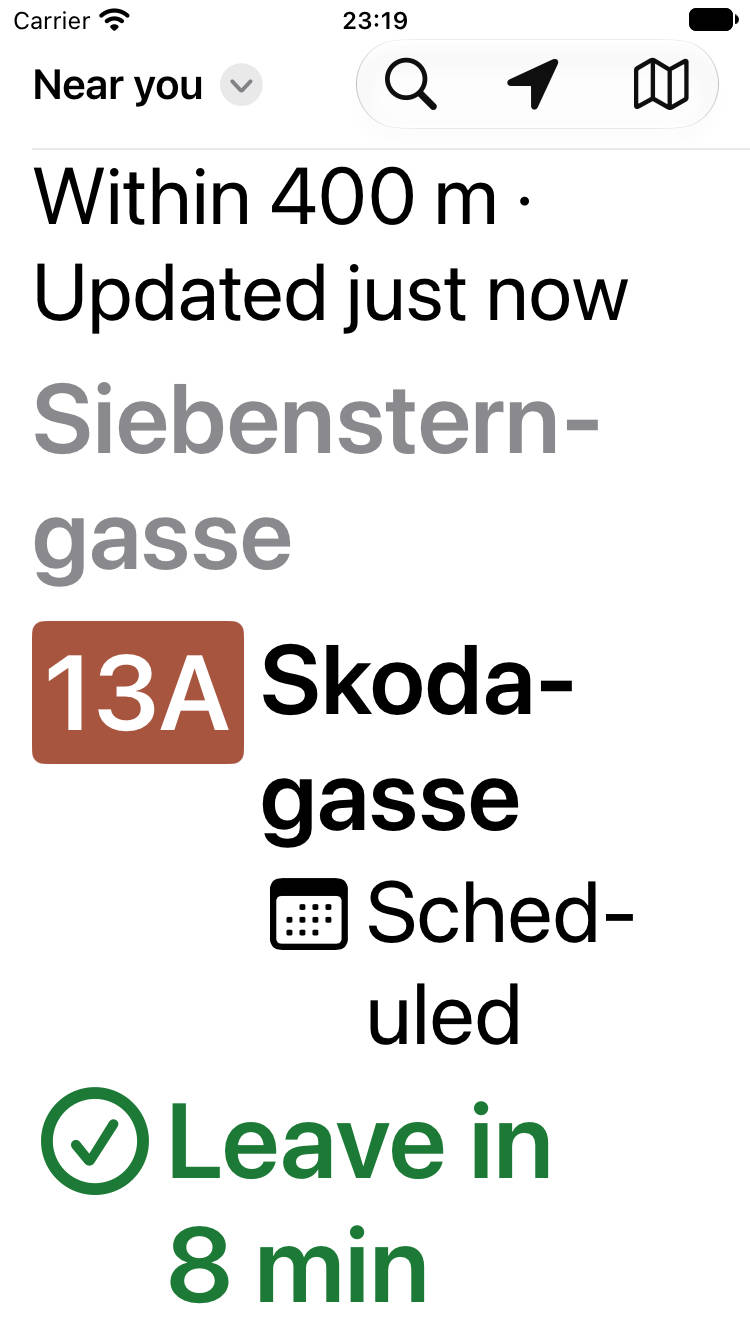 Carrier 23:19
Near you
Within 400 m ·
Updated just now
Siebenstern-
gasse
13A Skoda-
gasse
Sched-
uled
Leave in
8 min